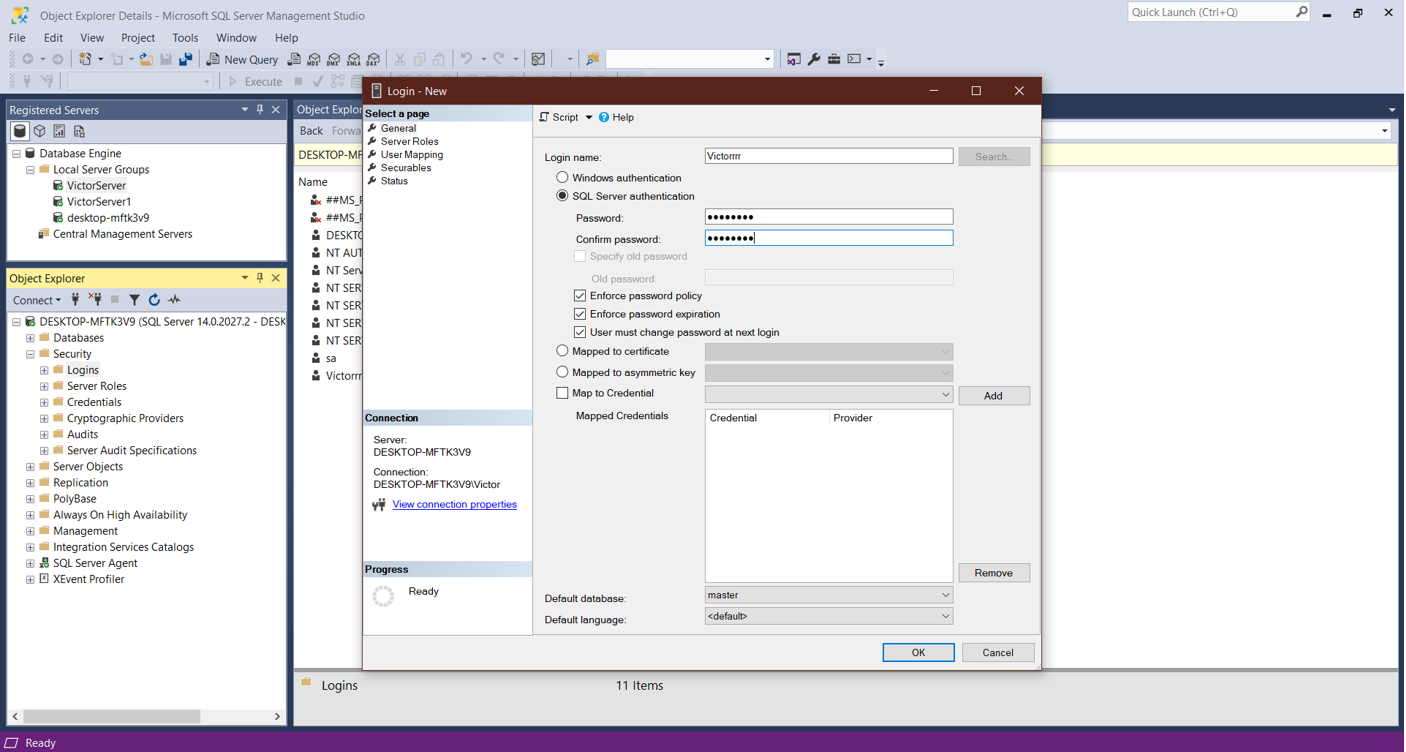 Object Explorer Details - Microsoft SQL Server Management Studio
Quick Launch (Ctrl+Q)
File Edit View Project Tools Window Help
New Query MDX DMX XMLA DAX
Execute
Registered Servers
Database Engine
Local Server Groups
VictorServer
VictorServer1
desktop-mftk3v9
Central Management Servers
Object Explorer
Connect
DESKTOP-MFTK3V9 (SQL Server 14.0.2027.2 - DESK
Databases
Security
Logins
Server Roles
Credentials
Cryptographic Providers
Audits
Server Audit Specifications
Server Objects
Replication
PolyBase
Always On High Availability
Management
Integration Services Catalogs
SQL Server Agent
XEvent Profiler
Object Explor
Back Forwa
DESKTOP-MF
Name
##MS_P
##MS_P
DESKTO
NT AUT
NT Serv
NT SER
NT SER
NT SER
NT SER
sa
Victorrr
Logins 11 Items
Login - New
Select a page
General
Server Roles
User Mapping
Securables
Status
Connection
Server:
DESKTOP-MFTK3V9
Connection:
DESKTOP-MFTK3V9\Victor
View connection properties
Progress
Ready
Script Help
Login name: Victorrrr Search...
Windows authentication
SQL Server authentication
Password: ●●●●●●●●
Confirm password: ●●●●●●●●
Specify old password
Old password:
Enforce password policy
Enforce password expiration
User must change password at next login
Mapped to certificate
Mapped to asymmetric key
Map to Credential Add
Mapped Credentials Credential Provider
Remove
Default database: master
Default language: <default>
OK Cancel
Ready